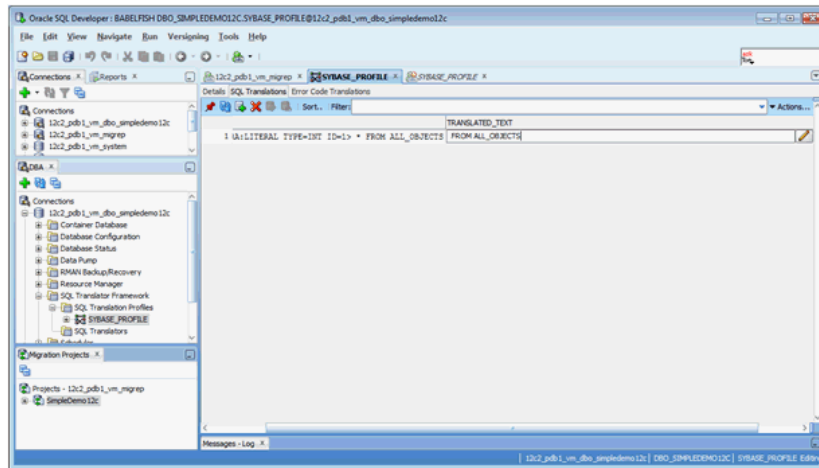 Oracle SQL Developer : BABELFISH DBO_SIMPLEDEMO12C.SYBASE_PROFILE@12c2_pdb1_vm_dbo_simpledemo12c
File Edit View Navigate Run Versioning Tools Help
Connections x Reports x
12c2_pdb1_vm_migrep x SYBASE_PROFILE x SYBASE_PROFILE x
Details SQL Translations Error Code Translations
Sort.. Filter: Actions...
TRANSLATED_TEXT
1 \A:LITERAL TYPE=INT ID=1> * FROM ALL_OBJECTS FROM ALL_OBJECTS
Connections
12c2_pdb1_vm_dbo_simpledemo12c
12c2_pdb1_vm_migrep
12c2_pdb1_vm_system
DBA x
Connections
12c2_pdb1_vm_dbo_simpledemo12c
Container Database
Database Configuration
Database Status
Data Pump
RMAN Backup/Recovery
Resource Manager
SQL Translator Framework
SQL Translation Profiles
SYBASE_PROFILE
SQL Translators
Scheduler
Migration Projects x
Projects - 12c2_pdb1_vm_migrep
SimpleDemo12c
Messages - Log x
12c2_pdb1_vm_dbo_simpledemo12c | DBO_SIMPLEDEMO12C | SYBASE_PROFILE Editin